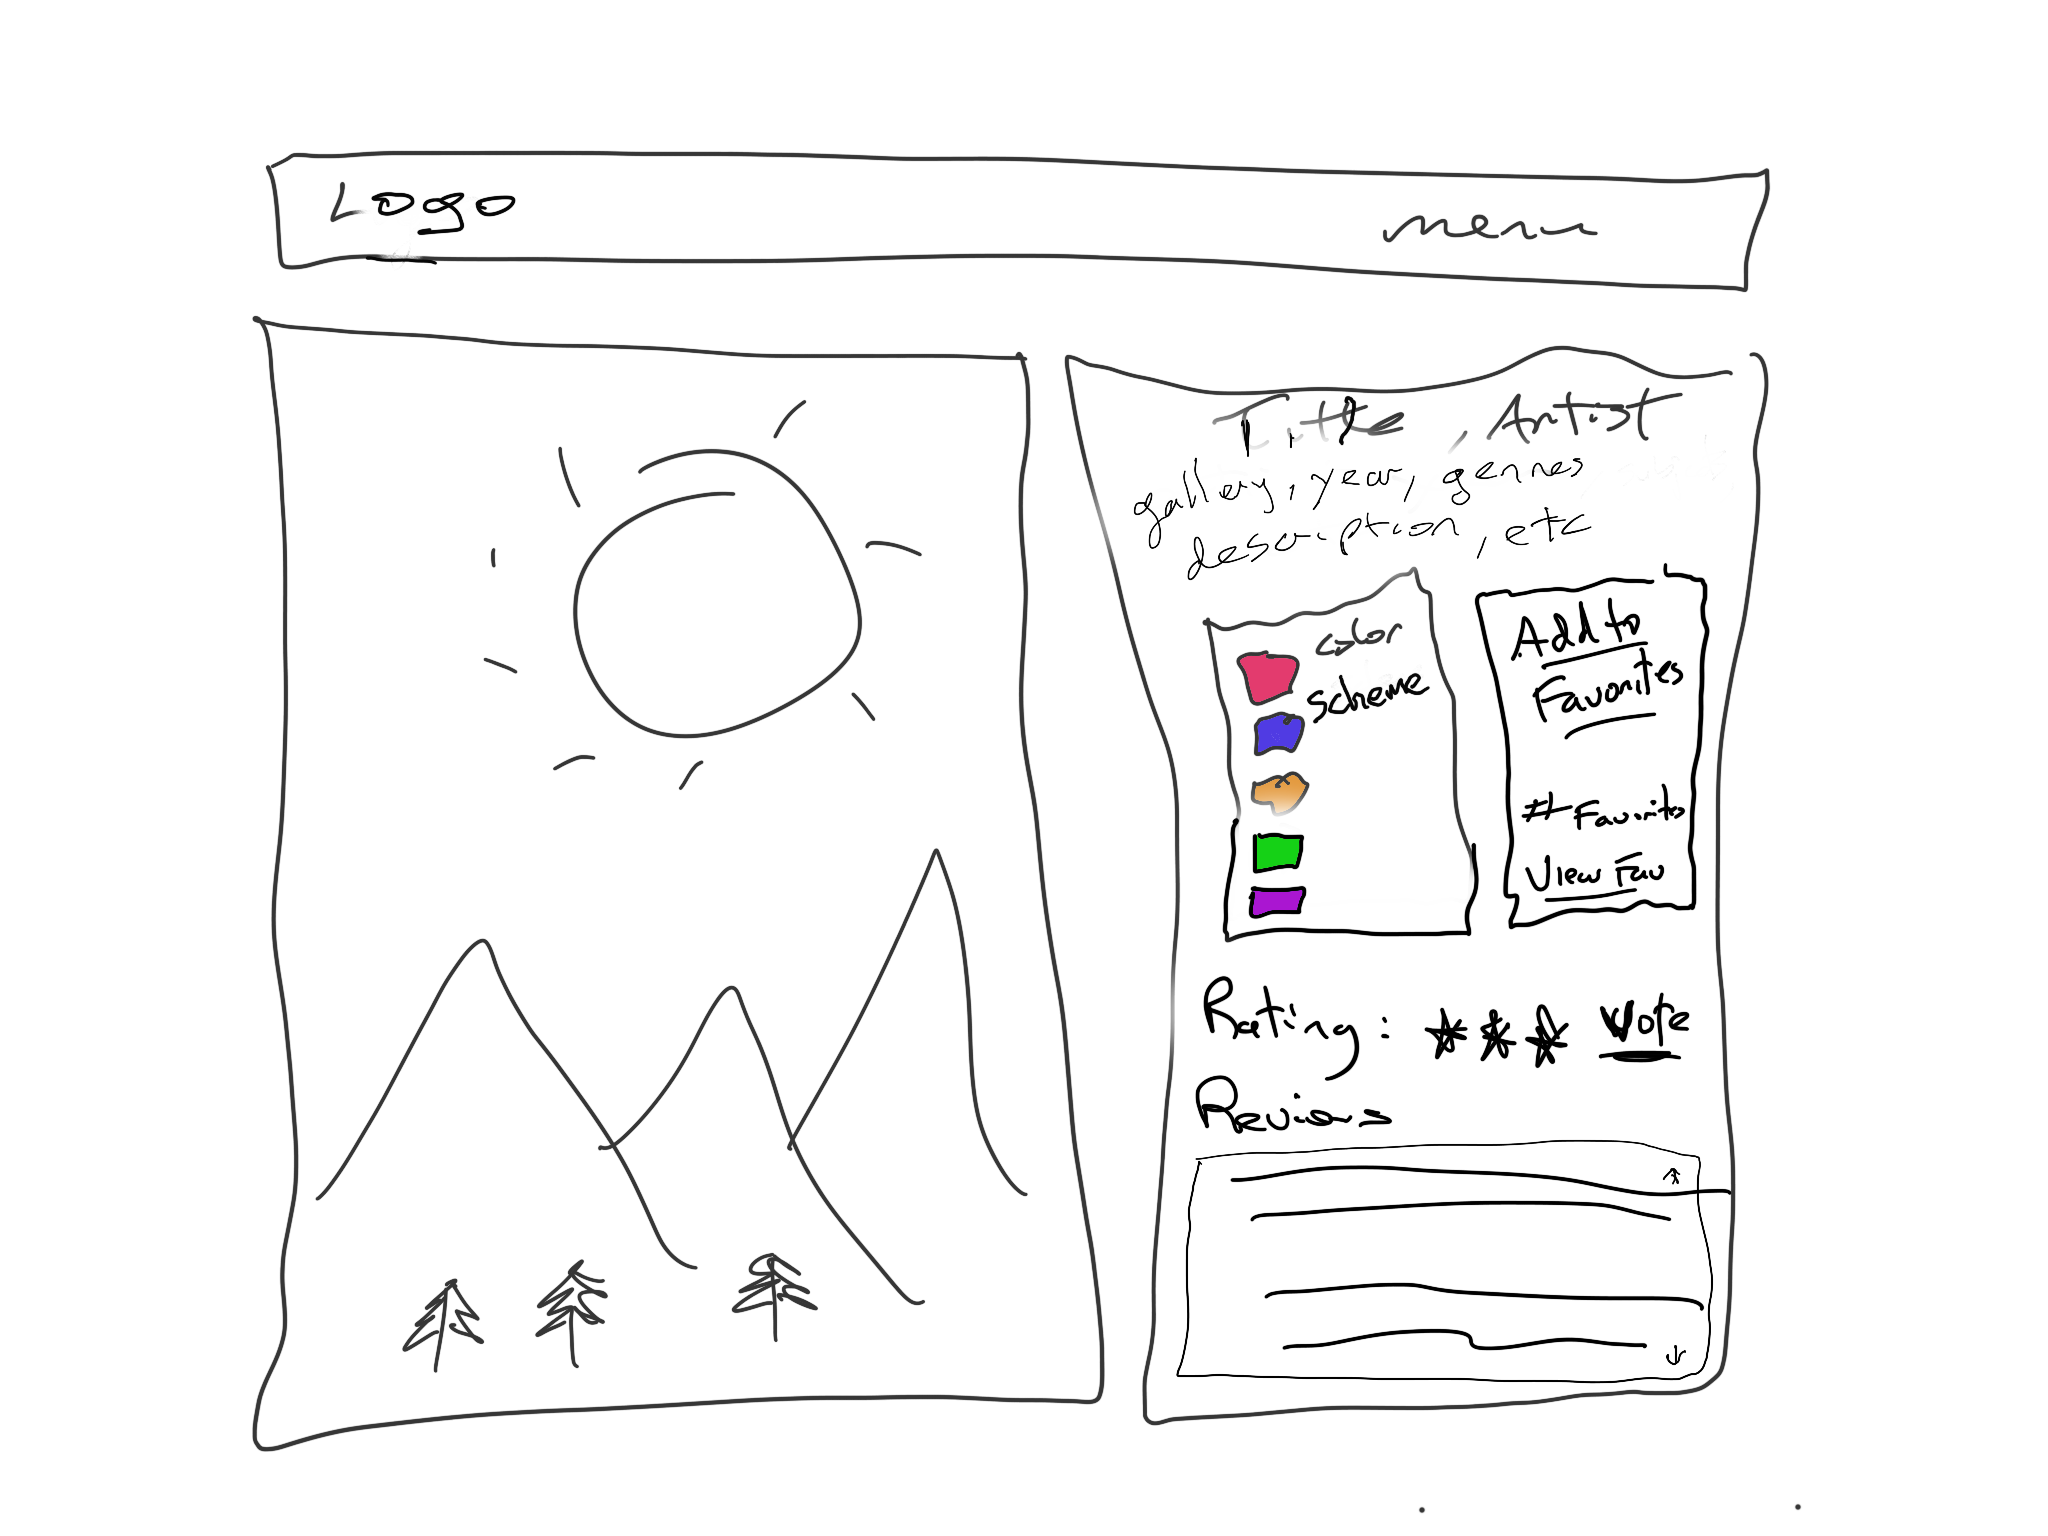 Logo
menu
Title, Artist
gallery, year, genres
description, etc
color
scheme
Add to
Favorites
#Favorites
View Fav
Rating: ★ ★ ★ Vote
Reviews